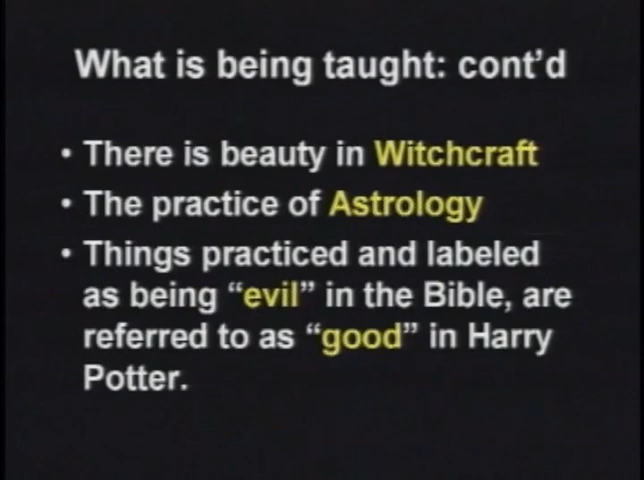 What is being taught: cont'd
• There is beauty in Witchcraft
• The practice of Astrology
• Things practiced and labeled
as being “evil” in the Bible, are
referred to as “good” in Harry
Potter.